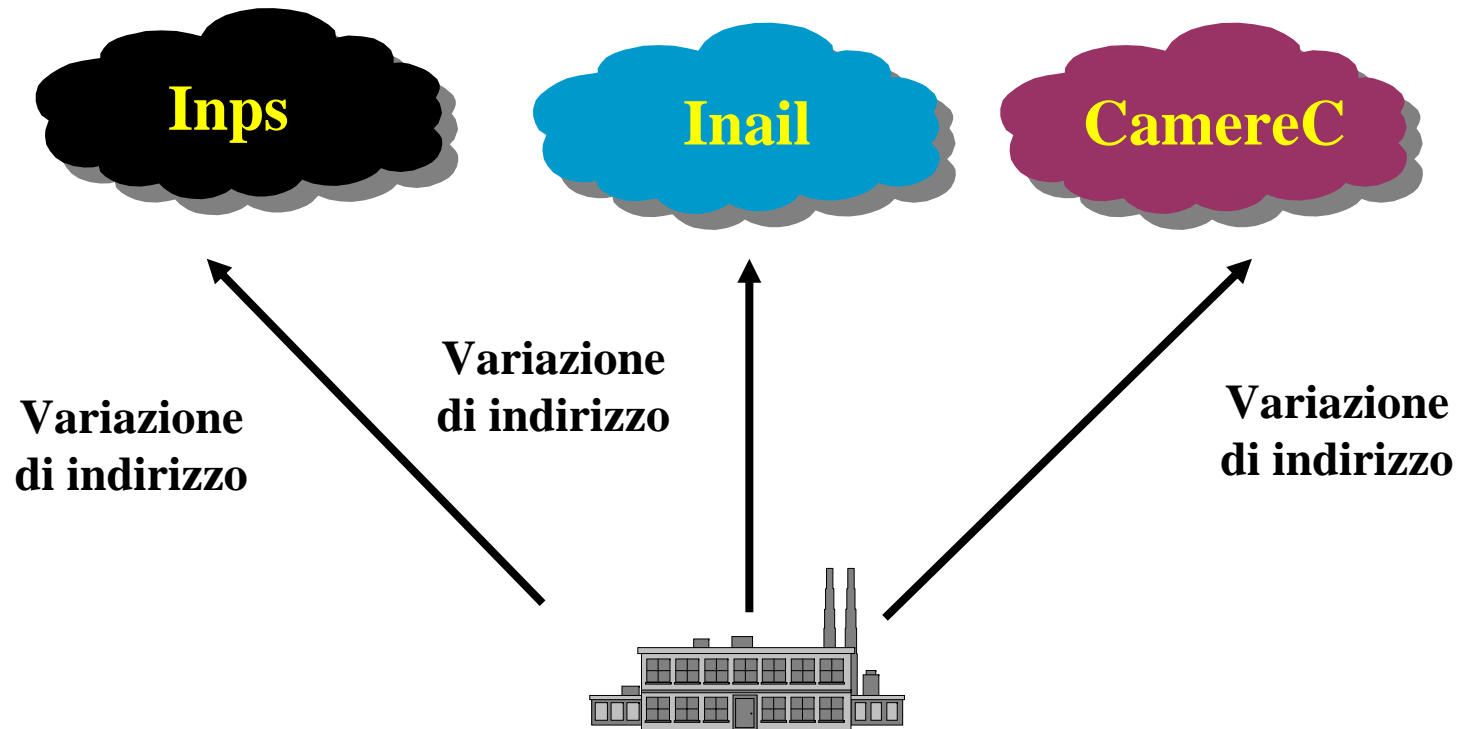 Inps
Inail
CamereC
Variazione
di indirizzo
Variazione
di indirizzo
Variazione
di indirizzo